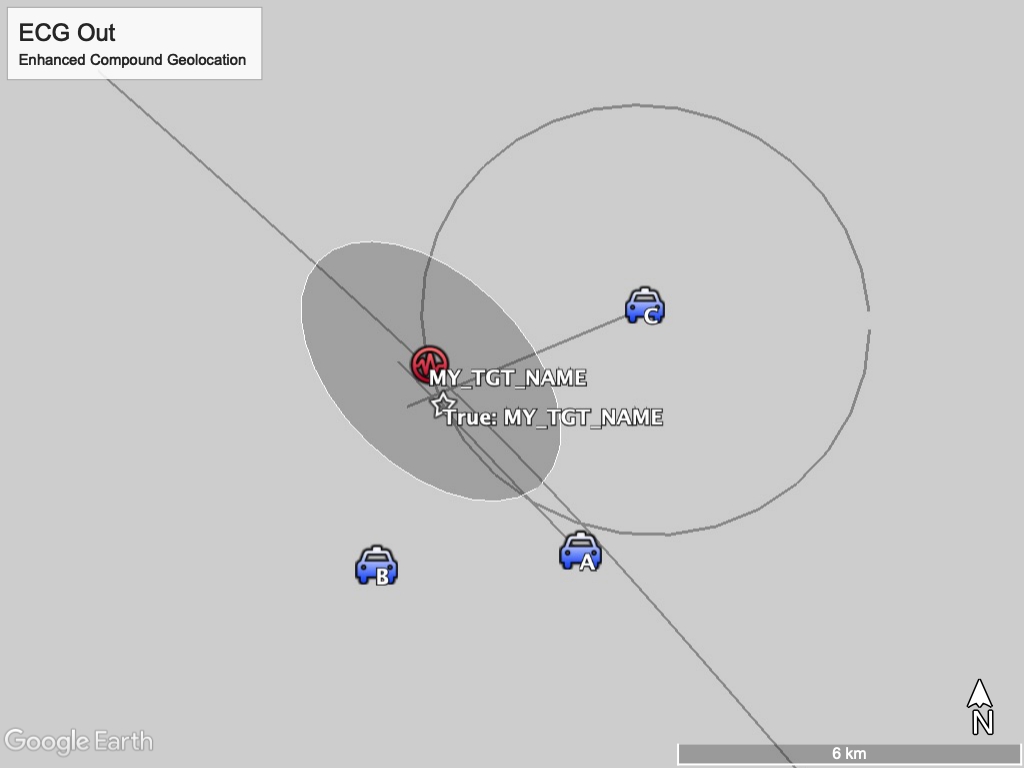 ECG Out
Enhanced Compound Geolocation
C
MY_TGT_NAME
True: MY_TGT_NAME
A
B
N
Google Earth
6 km